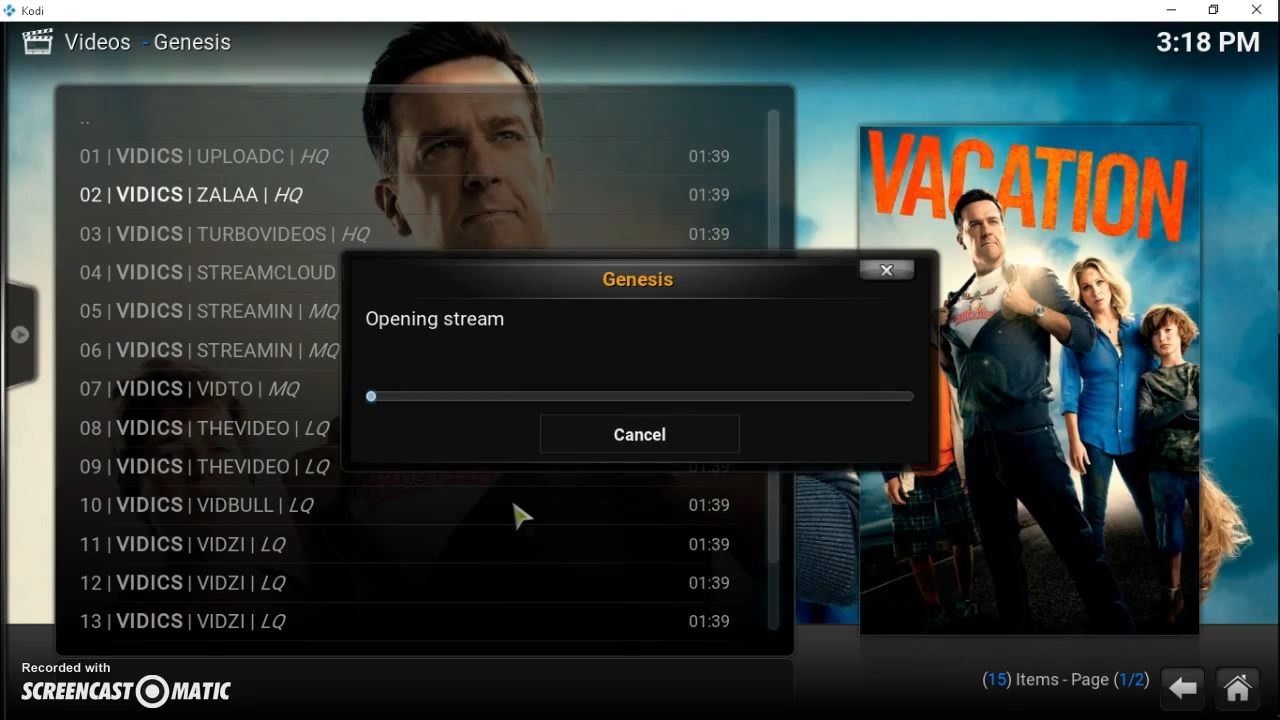 Kodi
Videos - Genesis
3:18 PM
..
01 | VIDICS | UPLOADC | HQ 01:39
02 | VIDICS | ZALAA | HQ 01:39
03 | VIDICS | TURBOVIDEOS | HQ 01:39
04 | VIDICS | STREAMCLOUD
05 | VIDICS | STREAMIN | MQ
06 | VIDICS | STREAMIN | MQ
07 | VIDICS | VIDTO | MQ
08 | VIDICS | THEVIDEO | LQ
09 | VIDICS | THEVIDEO | LQ 01:39
10 | VIDICS | VIDBULL | LQ 01:39
11 | VIDICS | VIDZI | LQ 01:39
12 | VIDICS | VIDZI | LQ 01:39
13 | VIDICS | VIDZI | LQ 01:39
Genesis
Opening stream
Cancel
VACATION
Recorded with
SCREENCAST O MATIC
(15) Items - Page (1/2)